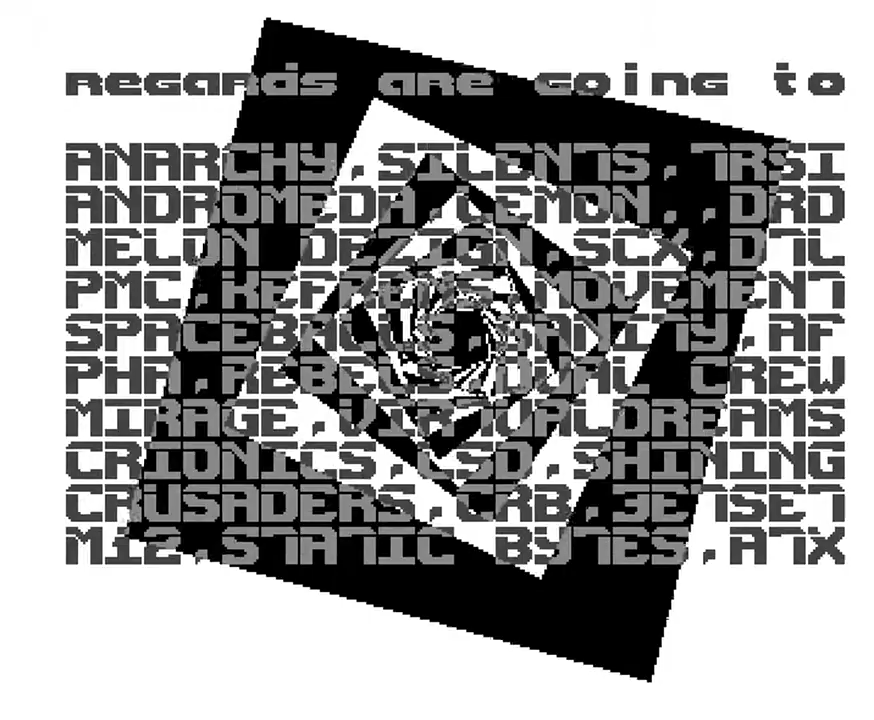 regards are going to
ANARCHY,SILENTS,TRSI
ANDROMEDA,LEMON.,DRD
MELON DEZIGN,SCX,DTL
PMC,KEFRENS,MOVEMENT
SPACEBALLS,SANITY,AF
PHA,REBELS,DUAL CREW
MIRAGE,VIRTUALDREAMS
CRIONICS,CSD,SHINING
CRUSADERS,CRB,JETSET
M12,STATIC BYTES,ATX